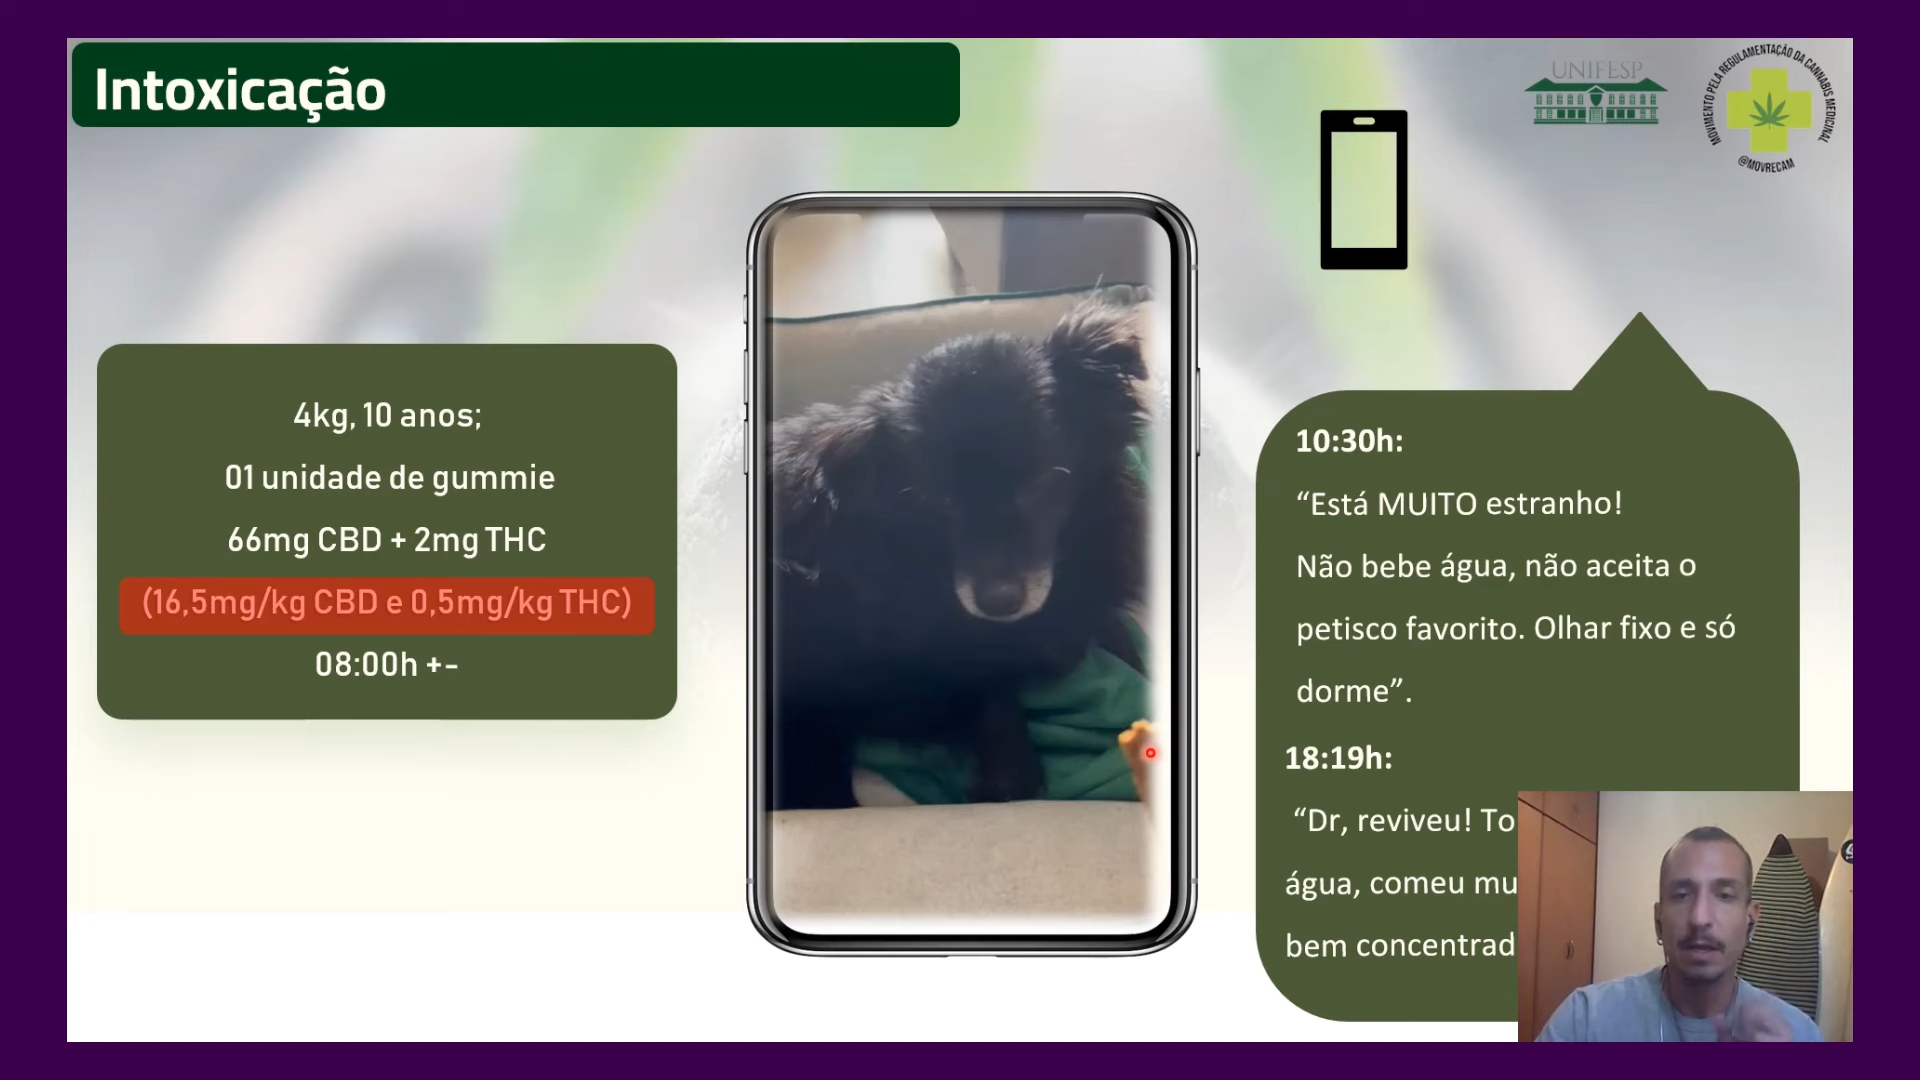 Intoxicação
UNIFESP
MOVIMENTO PELA REGULAMENTAÇÃO DA CANNABIS MEDICINAL
@MOVRECAM
4kg, 10 anos;
01 unidade de gummie
66mg CBD + 2mg THC
(16,5mg/kg CBD e 0,5mg/kg THC)
08:00h +-
10:30h:
“Está MUITO estranho!
Não bebe água, não aceita o
petisco favorito. Olhar fixo e só
dorme”.
18:19h:
“Dr, reviveu! To
água, comeu mu
bem concentrad